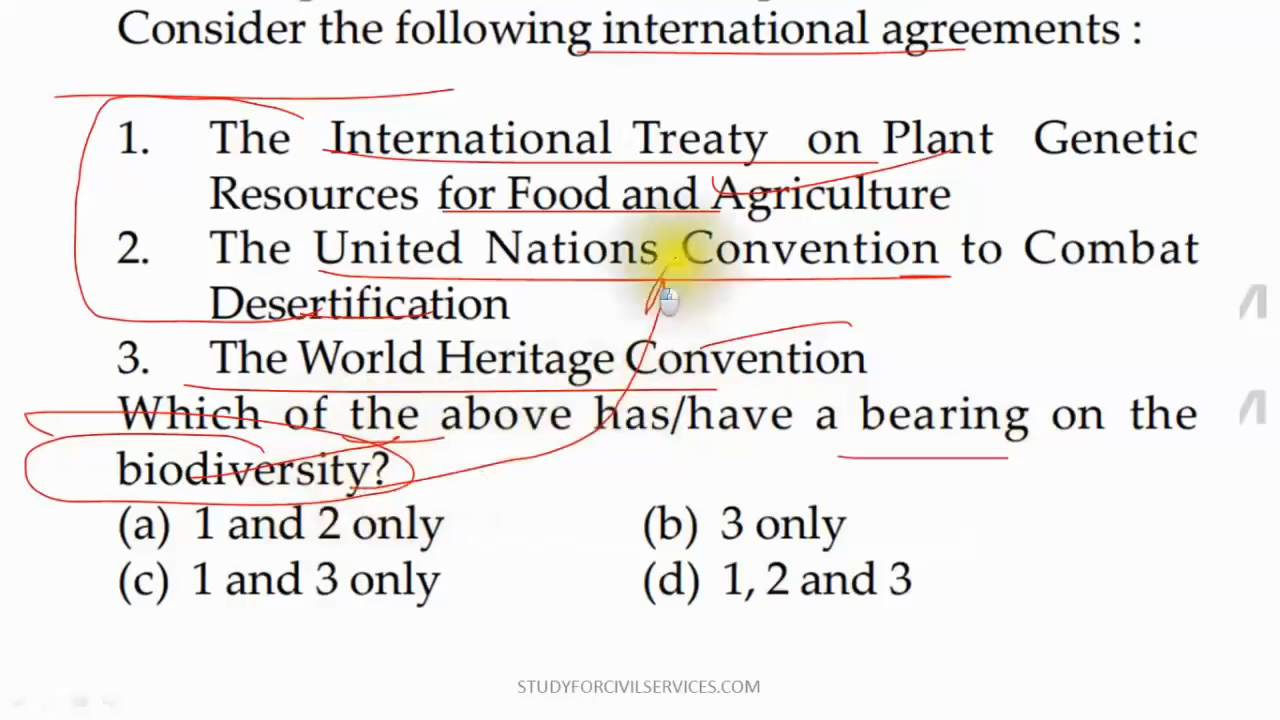 Consider the following international agreements :
1. The International Treaty on Plant Genetic
Resources for Food and Agriculture
2. The United Nations Convention to Combat
Desertification
3. The World Heritage Convention
Which of the above has/have a bearing on the
biodiversity?
(a) 1 and 2 only (b) 3 only
(c) 1 and 3 only (d) 1, 2 and 3
STUDYFORCIVILSERVICES.COM